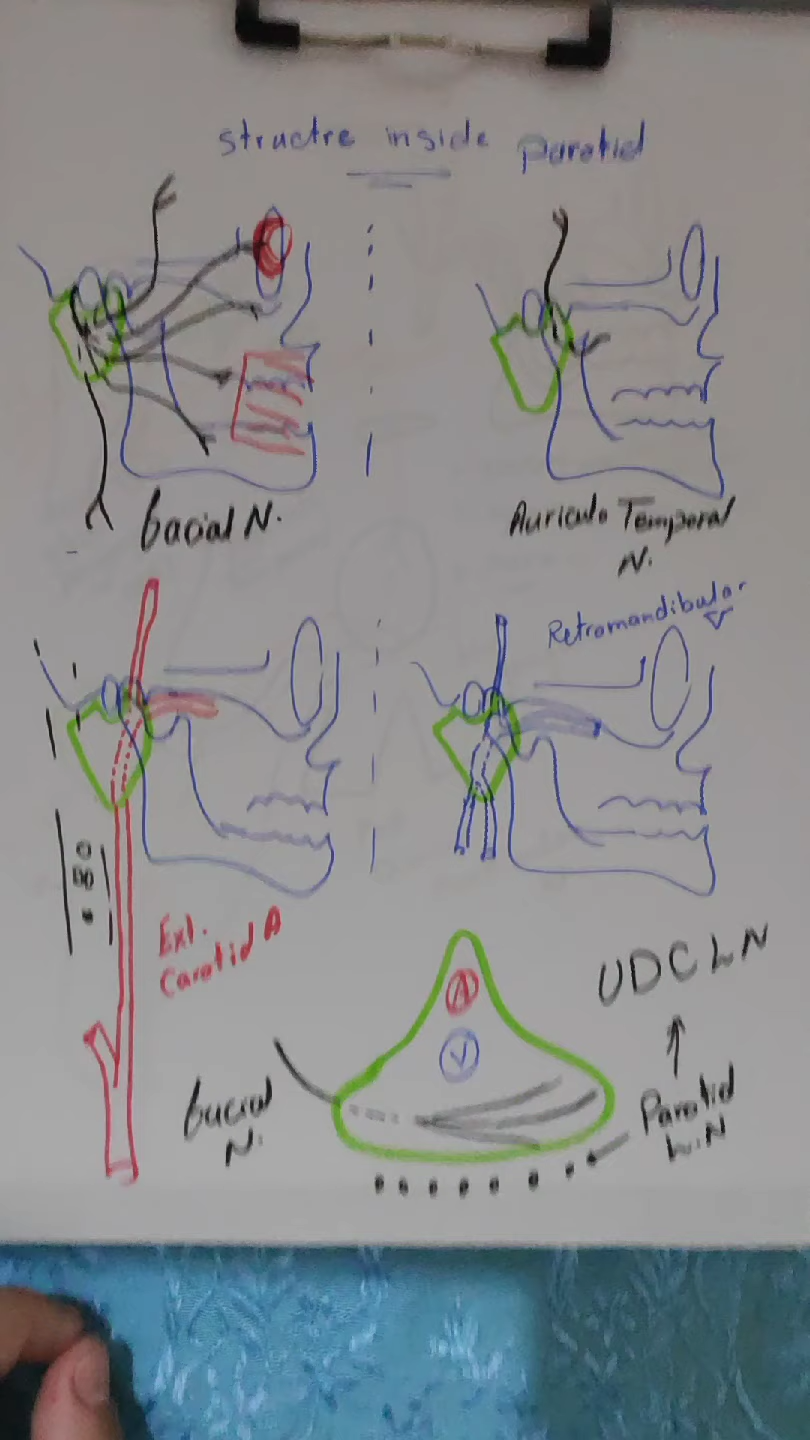 structre inside parotid
facial N.
Auriculo Temporal
N.
Retromandibular
V
Ext.
Carotid A
A
V
facial
N.
UDCLN
Parotid
L.N